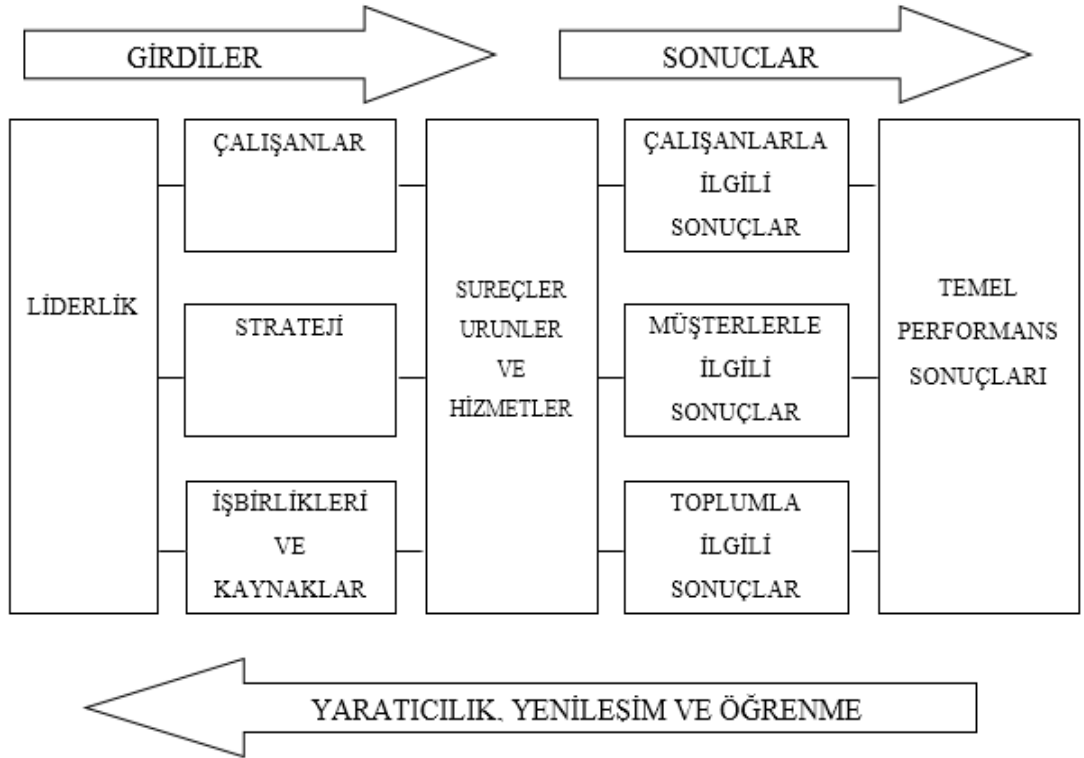 GİRDİLER
SONUCLAR
LİDERLİK
ÇALIŞANLAR
STRATEJİ
İŞBİRLİKLERİ
VE
KAYNAKLAR
SUREÇLER
URUNLER
VE
HİZMETLER
ÇALIŞANLARLA
İLGİLİ
SONUÇLAR
MÜŞTERLERLE
İLGİLİ
SONUÇLAR
TOPLUMLA
İLGİLİ
SONUÇLAR
TEMEL
PERFORMANS
SONUÇLARI
YARATICILIK, YENİLEŞİM VE ÖĞRENME